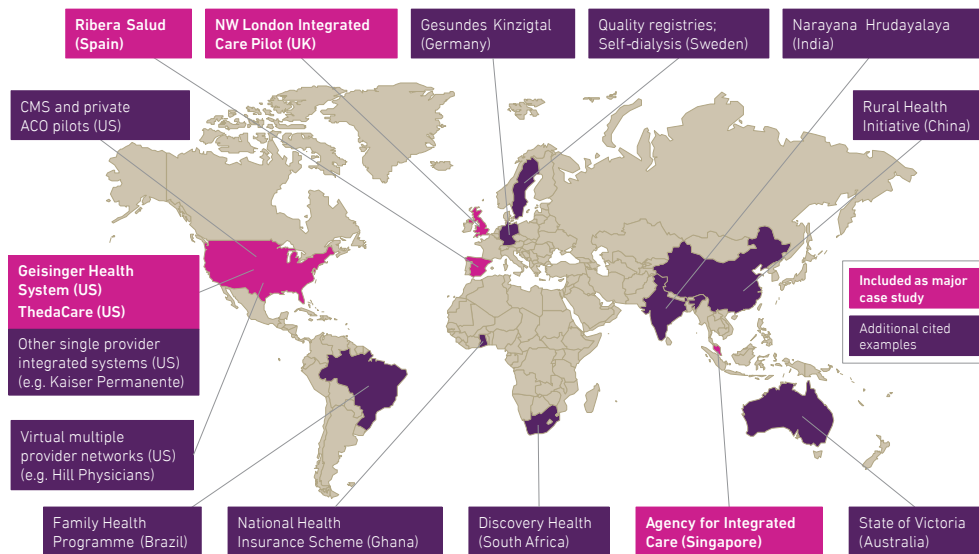 Ribera Salud
(Spain)
NW London Integrated
Care Pilot (UK)
Gesundes Kinzigtal
(Germany)
Quality registries;
Self-dialysis (Sweden)
Narayana Hrudayalaya
(India)
CMS and private
ACO pilots (US)
Rural Health
Initiative (China)
Geisinger Health
System (US)
ThedaCare (US)
Other single provider
integrated systems (US)
(e.g. Kaiser Permanente)
Included as major
case study
Additional cited
examples
Virtual multiple
provider networks (US)
(e.g. Hill Physicians)
Family Health
Programme (Brazil)
National Health
Insurance Scheme (Ghana)
Discovery Health
(South Africa)
Agency for Integrated
Care (Singapore)
State of Victoria
(Australia)